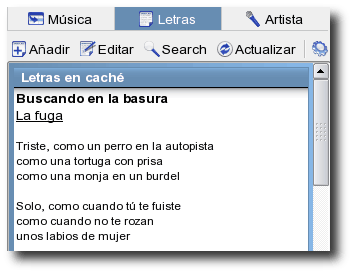 Música Letras Artista
Añadir Editar Search Actualizar
Letras en caché
Buscando en la basura
La fuga
Triste, como un perro en la autopista
como una tortuga con prisa
como una monja en un burdel
Solo, como cuando tú te fuiste
como cuando no te rozan
unos labios de mujer